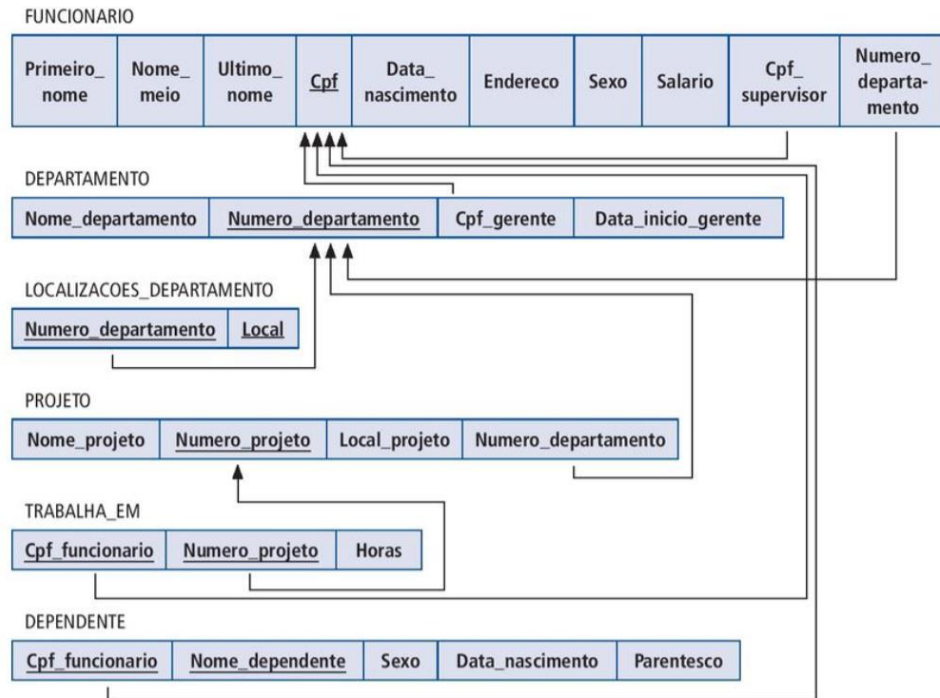 FUNCIONARIO
Primeiro_ nome Nome_ meio Ultimo_ nome Cpf Data_ nascimento Endereco Sexo Salario Cpf_ supervisor Numero_ departa- mento
DEPARTAMENTO
Nome_departamento Numero_departamento Cpf_gerente Data_inicio_gerente
LOCALIZACOES_DEPARTAMENTO
Numero_departamento Local
PROJETO
Nome_projeto Numero_projeto Local_projeto Numero_departamento
TRABALHA_EM
Cpf_funcionario Numero_projeto Horas
DEPENDENTE
Cpf_funcionario Nome_dependente Sexo Data_nascimento Parentesco